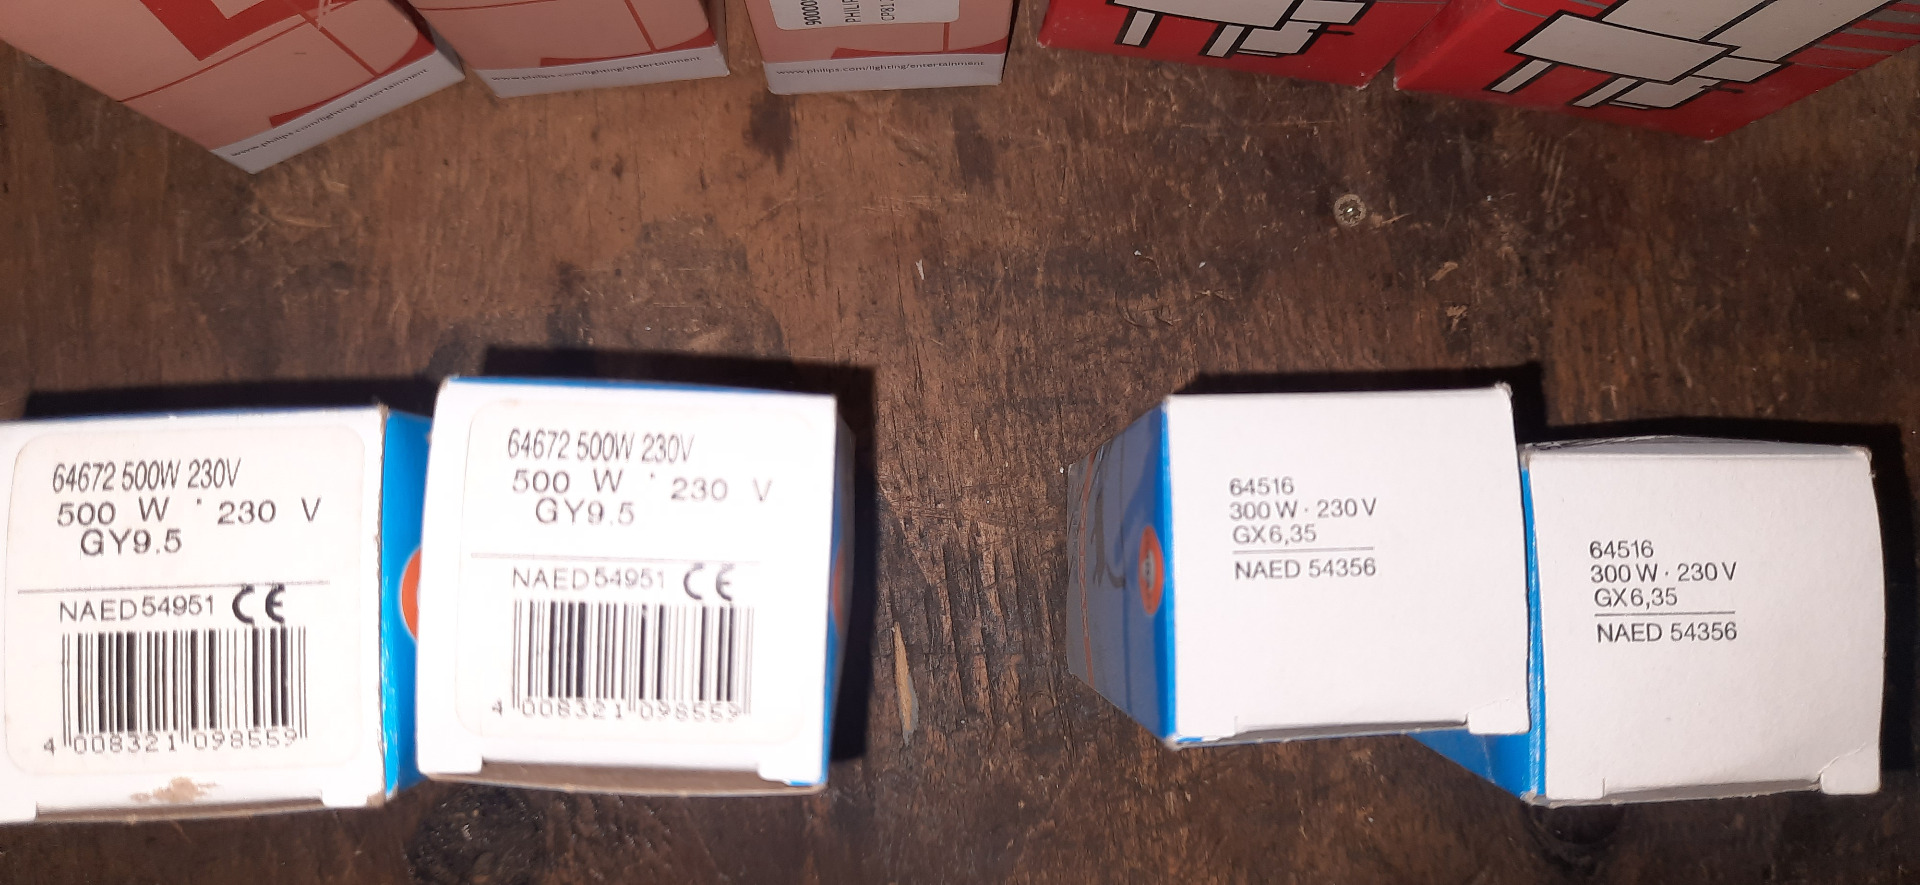 www.philips.com/lighting/entertainment
www.philips.com/lighting/entertainment
www.philips.com/lighting/entertainment
64672 500W 230V
500 W · 230 V
GY9.5
NAED 54951 CE
4 008321 098559
64672 500W 230V
500 W · 230 V
GY9.5
NAED 54951 CE
4 008321 098559
64516
300 W · 230 V
GX6,35
NAED 54356
64516
300 W · 230 V
GX6,35
NAED 54356